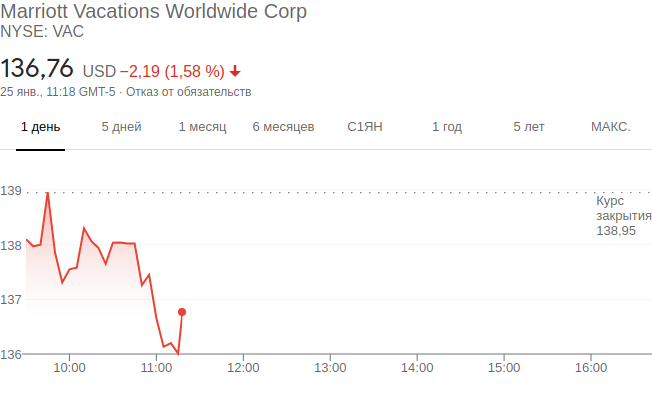 Marriott Vacations Worldwide Corp
NYSE: VAC
136,76 USD −2,19 (1,58 %)
25 янв., 11:18 GMT-5 · Отказ от обязательств
1 день 5 дней 1 месяц 6 месяцев С1ЯН 1 год 5 лет МАКС.
139
Курс
закрытия
138,95
138
137
136
10:00 11:00 12:00 13:00 14:00 15:00 16:00